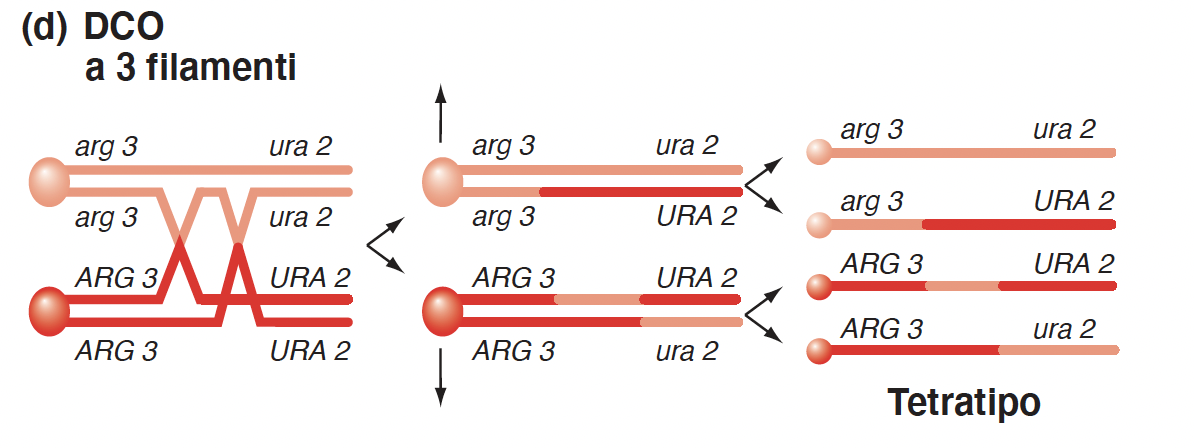 (d) DCO
a 3 filamenti
arg 3 ura 2
arg 3 ura 2
ARG 3 URA 2
ARG 3 URA 2
arg 3 ura 2
arg 3 URA 2
ARG 3 URA 2
ARG 3 ura 2
arg 3 ura 2
arg 3 URA 2
ARG 3 URA 2
ARG 3 ura 2
Tetratipo